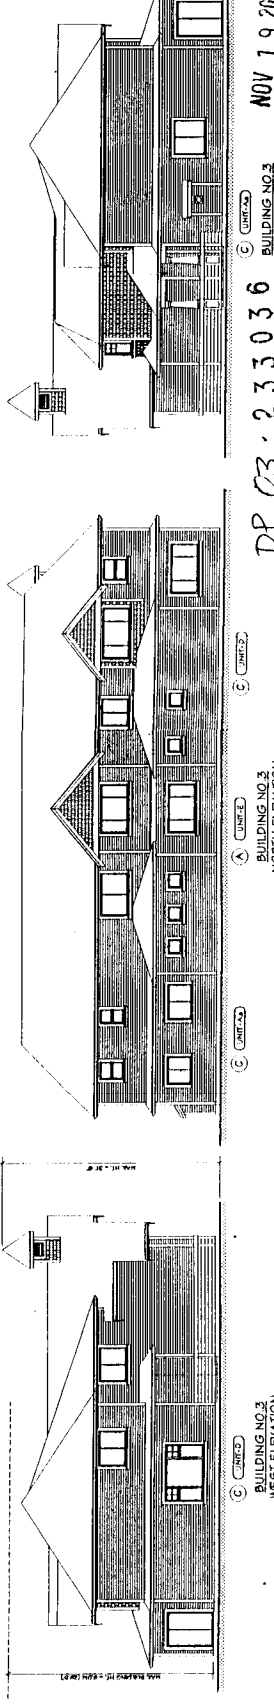 C UNIT-D
BUILDING NO.3
WEST ELEVATION
C UNIT-Aa
A UNIT-E
C UNIT-D
BUILDING NO.3
NORTH ELEVATION
C UNIT-Aa
BUILDING NO.3
DP 03·233036
NOV 19 20